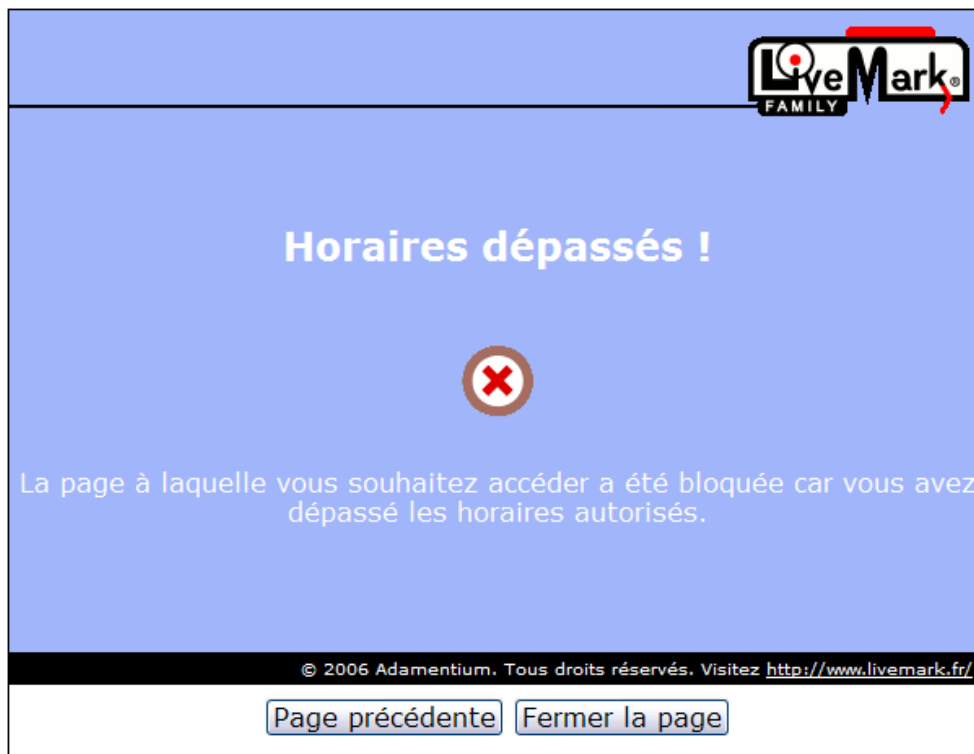 LiveMark®
FAMILY
Horaires dépassés !
La page à laquelle vous souhaitez accéder a été bloquée car vous avez
dépassé les horaires autorisés.
© 2006 Adamentium. Tous droits réservés. Visitez http://www.livemark.fr/
Page précédente Fermer la page